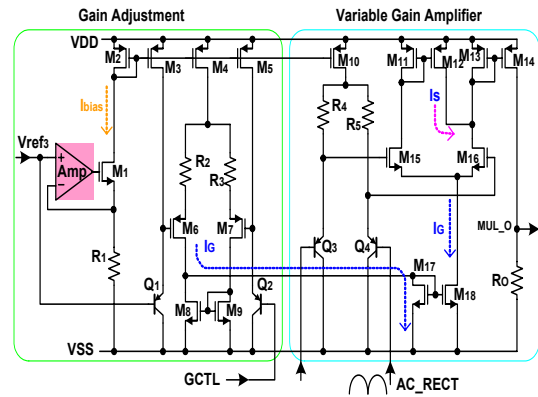 Gain Adjustment
Variable Gain Amplifier
VDD
M2
M3
M4
M5
M10
M11
M12
M13
M14
Ibias
Vref3
+
Amp
−
M1
R1
R2
R3
M6
M7
IG
Q1
Q2
M8
M9
R4
R5
IS
M15
M16
IG
MUL_O
Q3
Q4
M17
M18
RO
VSS
GCTL
AC_RECT